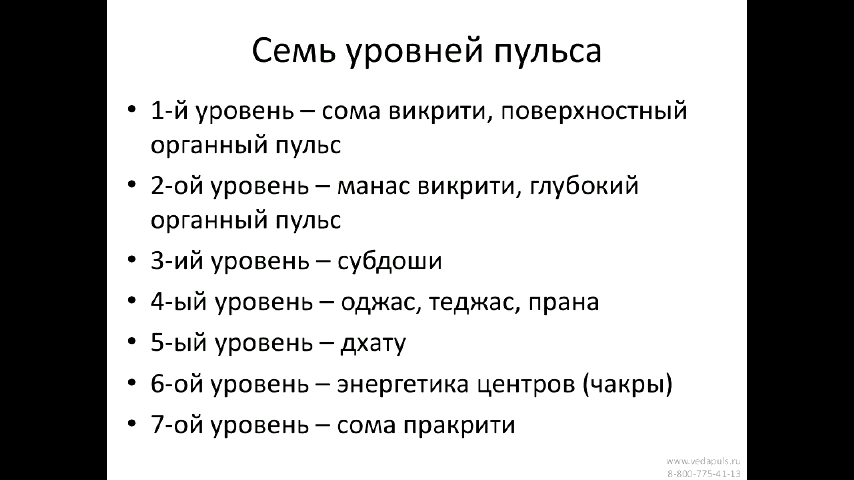 Семь уровней пульса
• 1-й уровень – сома викрити, поверхностный
органный пульс
• 2-ой уровень – манас викрити, глубокий
органный пульс
• 3-ий уровень – субдоши
• 4-ый уровень – оджас, теджас, прана
• 5-ый уровень – дхату
• 6-ой уровень – энергетика центров (чакры)
• 7-ой уровень – сома пракрити
www.vedapuls.ru
8-800-775-41-13